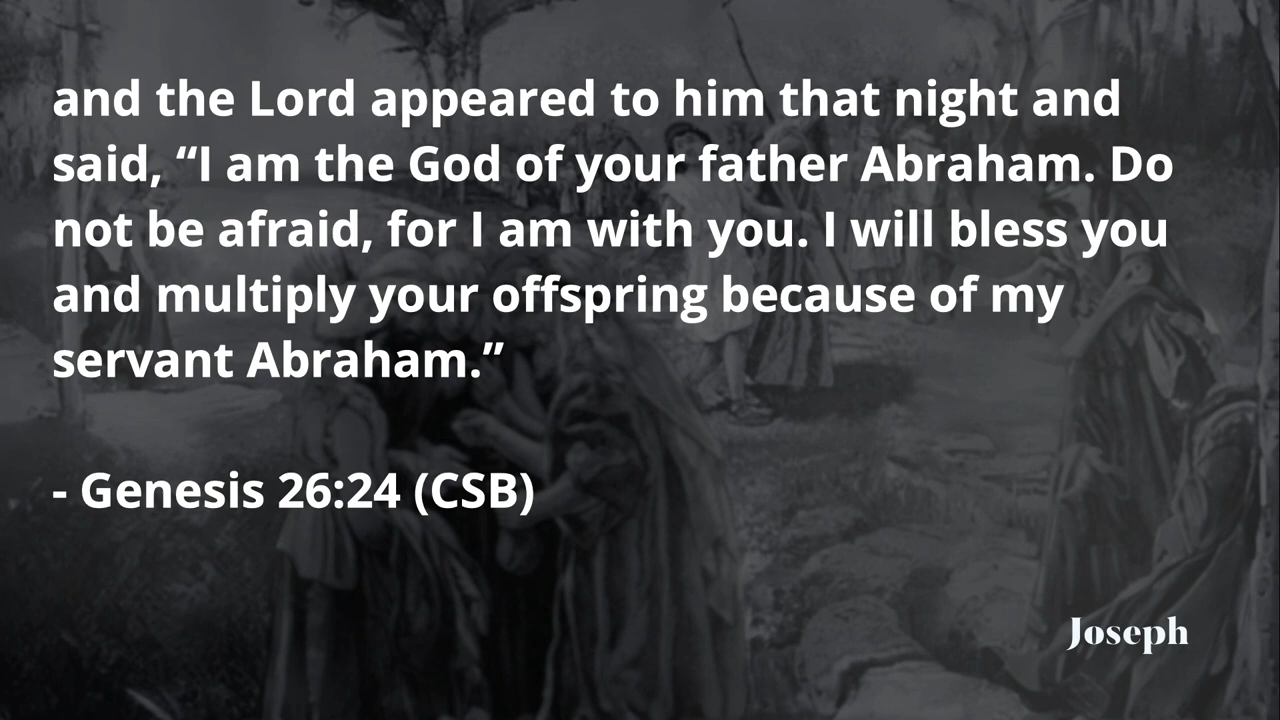 and the Lord appeared to him that night and
said, “I am the God of your father Abraham. Do
not be afraid, for I am with you. I will bless you
and multiply your offspring because of my
servant Abraham.”
- Genesis 26:24 (CSB)
Joseph